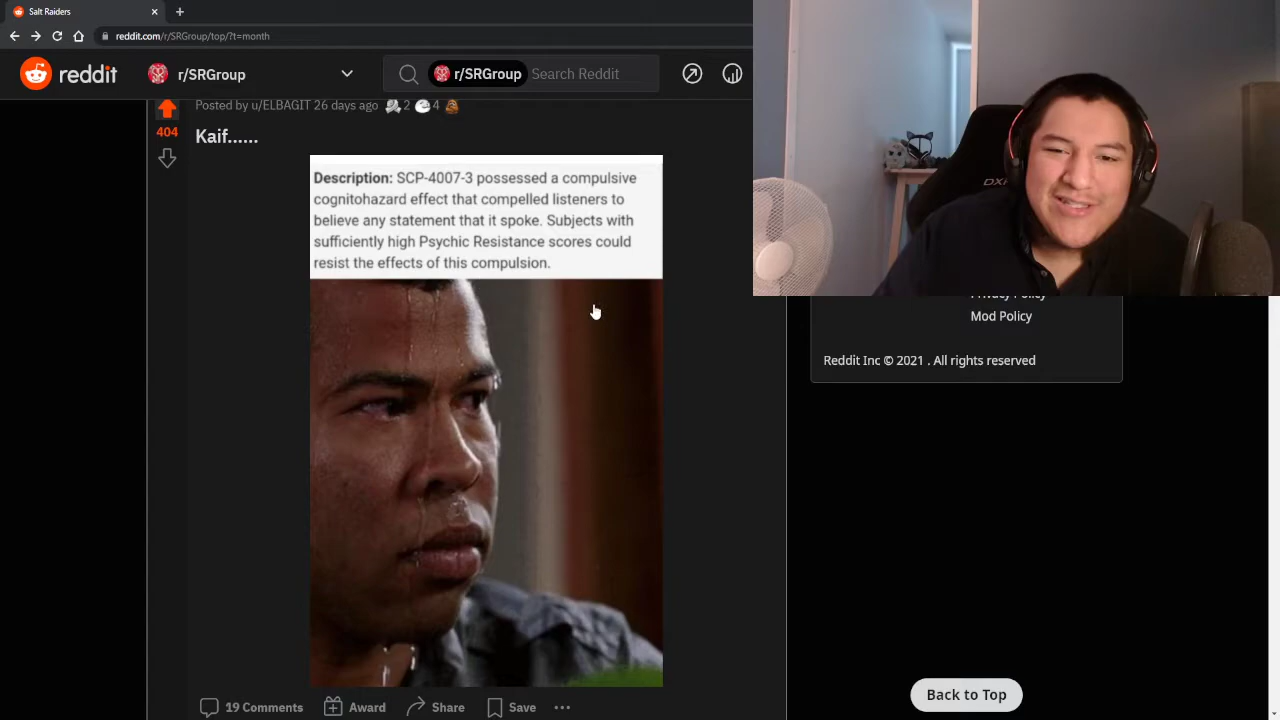 Salt Raiders
reddit.com/r/SRGroup/top/?t=month
reddit
r/SRGroup
r/SRGroup Search Reddit
Posted by u/ELBAGIT 26 days ago 2 4
404
Kaif......
Description: SCP-4007-3 possessed a compulsive
cognitohazard effect that compelled listeners to
believe any statement that it spoke. Subjects with
sufficiently high Psychic Resistance scores could
resist the effects of this compulsion.
DX
Privacy Policy
Mod Policy
Reddit Inc © 2021 . All rights reserved
Back to Top
19 Comments
Award
Share
Save